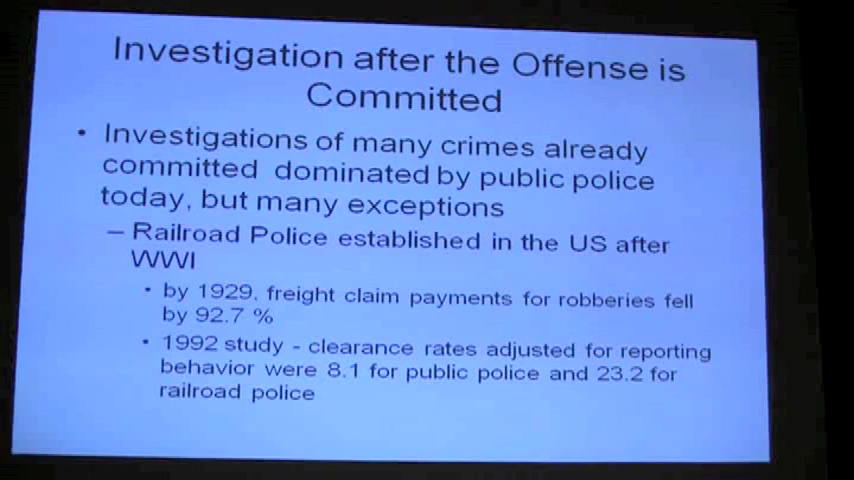 Investigation after the Offense is
Committed
• Investigations of many crimes already
committed dominated by public police
today, but many exceptions
– Railroad Police established in the US after
WWI
• by 1929, freight claim payments for robberies fell
by 92.7 %
• 1992 study - clearance rates adjusted for reporting
behavior were 8.1 for public police and 23.2 for
railroad police